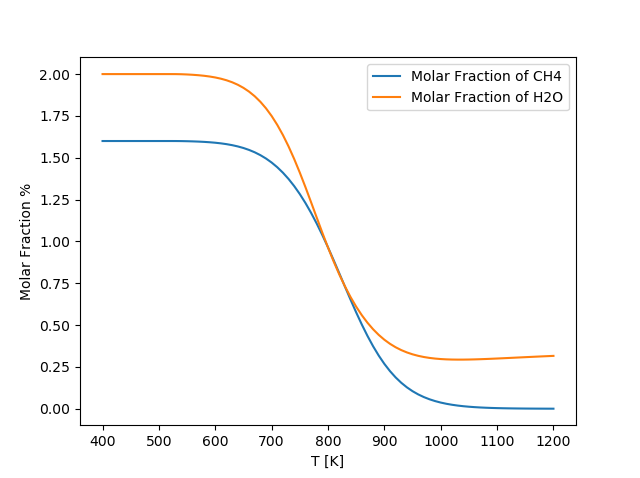 Molar Fraction of CH4
Molar Fraction of H2O
2.00
1.75
1.50
1.25
1.00
0.75
0.50
0.25
0.00
Molar Fraction %
400 500 600 700 800 900 1000 1100 1200
T [K]